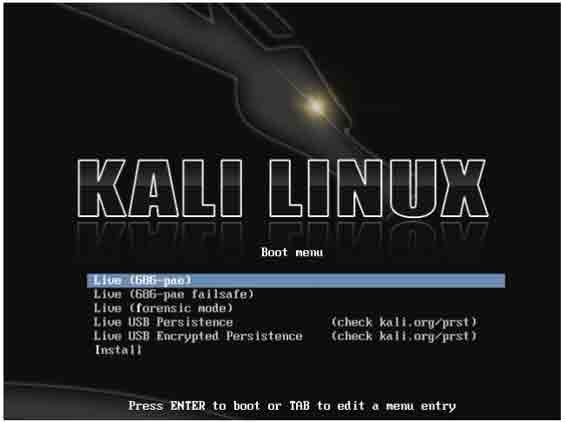 KALI LINUX
Boot menu
Live (686-pae)
Live (686-pae failsafe)
Live (forensic mode)
Live USB Persistence (check kali.org/prst)
Live USB Encrypted Persistence (check kali.org/prst)
Install
Press ENTER to boot or TAB to edit a menu entry